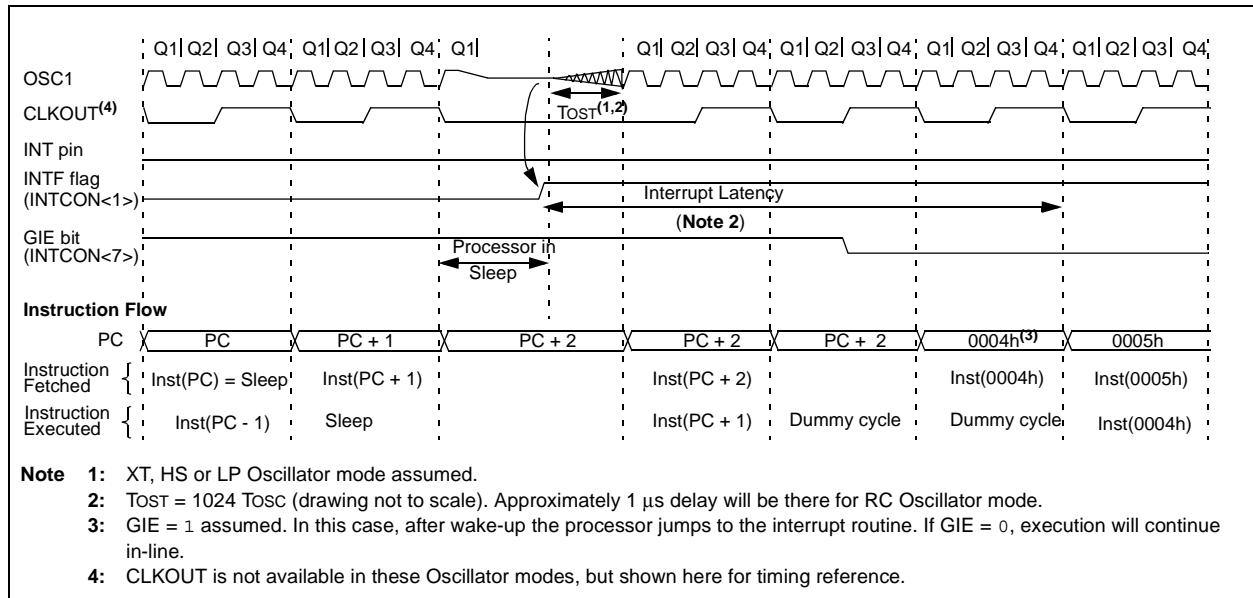 Q1| Q2| Q3| Q4| Q1| Q2| Q3| Q4| Q1| Q1| Q2| Q3| Q4| Q1| Q2| Q3| Q4| Q1| Q2| Q3| Q4| Q1| Q2| Q3| Q4
OSC1
CLKOUT(4)
TOST(1,2)
INT pin
INTF flag
(INTCON<1>)
Interrupt Latency
(Note 2)
GIE bit
(INTCON<7>)
Processor in
Sleep
Instruction Flow
PC PC PC + 1 PC + 2 PC + 2 PC + 2 0004h(3) 0005h
Instruction
Fetched { Inst(PC) = Sleep Inst(PC + 1) Inst(PC + 2) Inst(0004h) Inst(0005h)
Instruction
Executed { Inst(PC - 1) Sleep Inst(PC + 1) Dummy cycle Dummy cycle Inst(0004h)
Note 1: XT, HS or LP Oscillator mode assumed.
2: TOST = 1024 TOSC (drawing not to scale). Approximately 1 μs delay will be there for RC Oscillator mode.
3: GIE = 1 assumed. In this case, after wake-up the processor jumps to the interrupt routine. If GIE = 0, execution will continue
in-line.
4: CLKOUT is not available in these Oscillator modes, but shown here for timing reference.